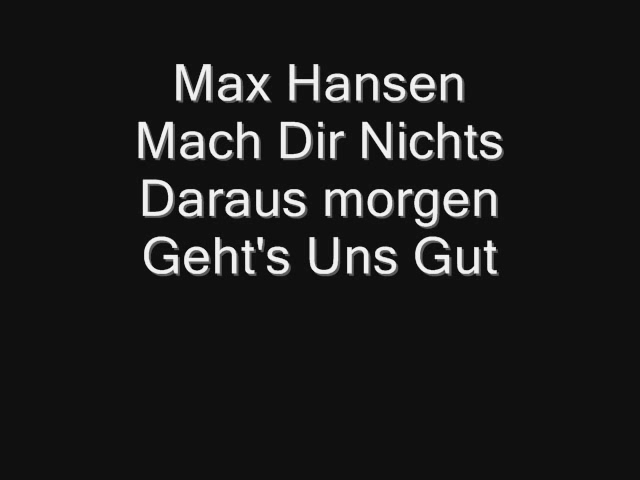 Max Hansen
Mach Dir Nichts
Daraus morgen
Geht's Uns Gut